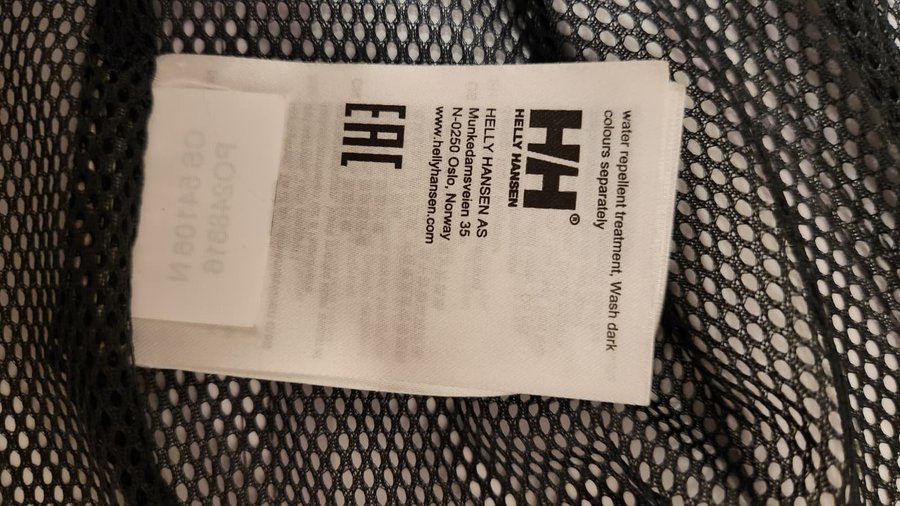 water repellent treatment, Wash dark
colours separately
H/H®
HELLY HANSEN
HELLY HANSEN AS
Munkedamsveien 35
N-0250 Oslo, Norway
www.hellyhansen.com
EAC